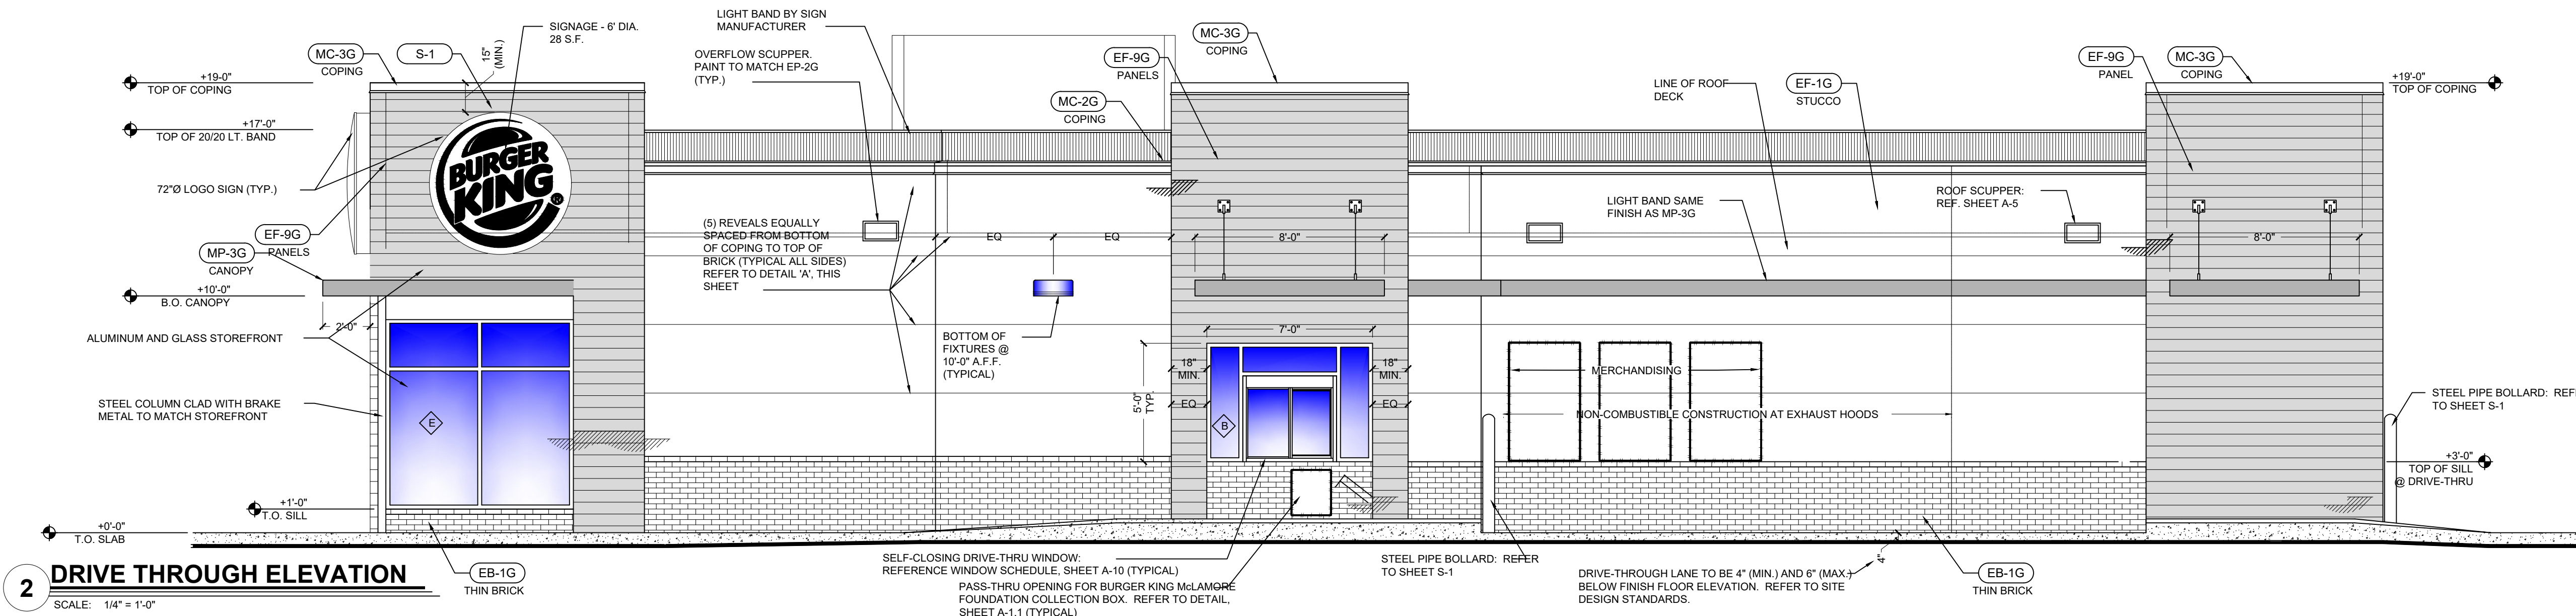 LIGHT BAND BY SIGN
MANUFACTURER
SIGNAGE - 6' DIA.
28 S.F.
15"
(MIN.)
MC-3G
COPING
S-1
OVERFLOW SCUPPER.
PAINT TO MATCH EP-2G
(TYP.)
MC-3G
COPING
EF-9G
PANELS
MC-2G
COPING
LINE OF ROOF
DECK
EF-1G
STUCCO
EF-9G
PANEL
MC-3G
COPING
+19-0"
TOP OF COPING
+19'-0"
TOP OF COPING
+17'-0"
TOP OF 20/20 LT. BAND
BURGER
KING
®
72"Ø LOGO SIGN (TYP.)
EF-9G
PANELS
MP-3G
CANOPY
(5) REVEALS EQUALLY
SPACED FROM BOTTOM
OF COPING TO TOP OF
BRICK (TYPICAL ALL SIDES)
REFER TO DETAIL 'A', THIS
SHEET
EQ
EQ
8'-0"
LIGHT BAND SAME
FINISH AS MP-3G
ROOF SCUPPER:
REF. SHEET A-5
8'-0"
+10'-0"
B.O. CANOPY
2'-0"
ALUMINUM AND GLASS STOREFRONT
BOTTOM OF
FIXTURES @
10'-0" A.F.F.
(TYPICAL)
7'-0"
18"
MIN.
18"
MIN.
5'-0"
TYP.
EQ
EQ
MERCHANDISING
NON-COMBUSTIBLE CONSTRUCTION AT EXHAUST HOODS
STEEL COLUMN CLAD WITH BRAKE
METAL TO MATCH STOREFRONT
E
B
STEEL PIPE BOLLARD: REF
TO SHEET S-1
+3'-0"
TOP OF SILL
@ DRIVE-THRU
+1'-0"
T.O. SILL
+0'-0"
T.O. SLAB
SELF-CLOSING DRIVE-THRU WINDOW:
REFERENCE WINDOW SCHEDULE, SHEET A-10 (TYPICAL)
PASS-THRU OPENING FOR BURGER KING McLAMORE
FOUNDATION COLLECTION BOX. REFER TO DETAIL,
SHEET A-1.1 (TYPICAL)
STEEL PIPE BOLLARD: REFER
TO SHEET S-1
4"
DRIVE-THROUGH LANE TO BE 4" (MIN.) AND 6" (MAX.)
BELOW FINISH FLOOR ELEVATION. REFER TO SITE
DESIGN STANDARDS.
EB-1G
THIN BRICK
EB-1G
THIN BRICK
2
DRIVE THROUGH ELEVATION
SCALE: 1/4" = 1'-0"